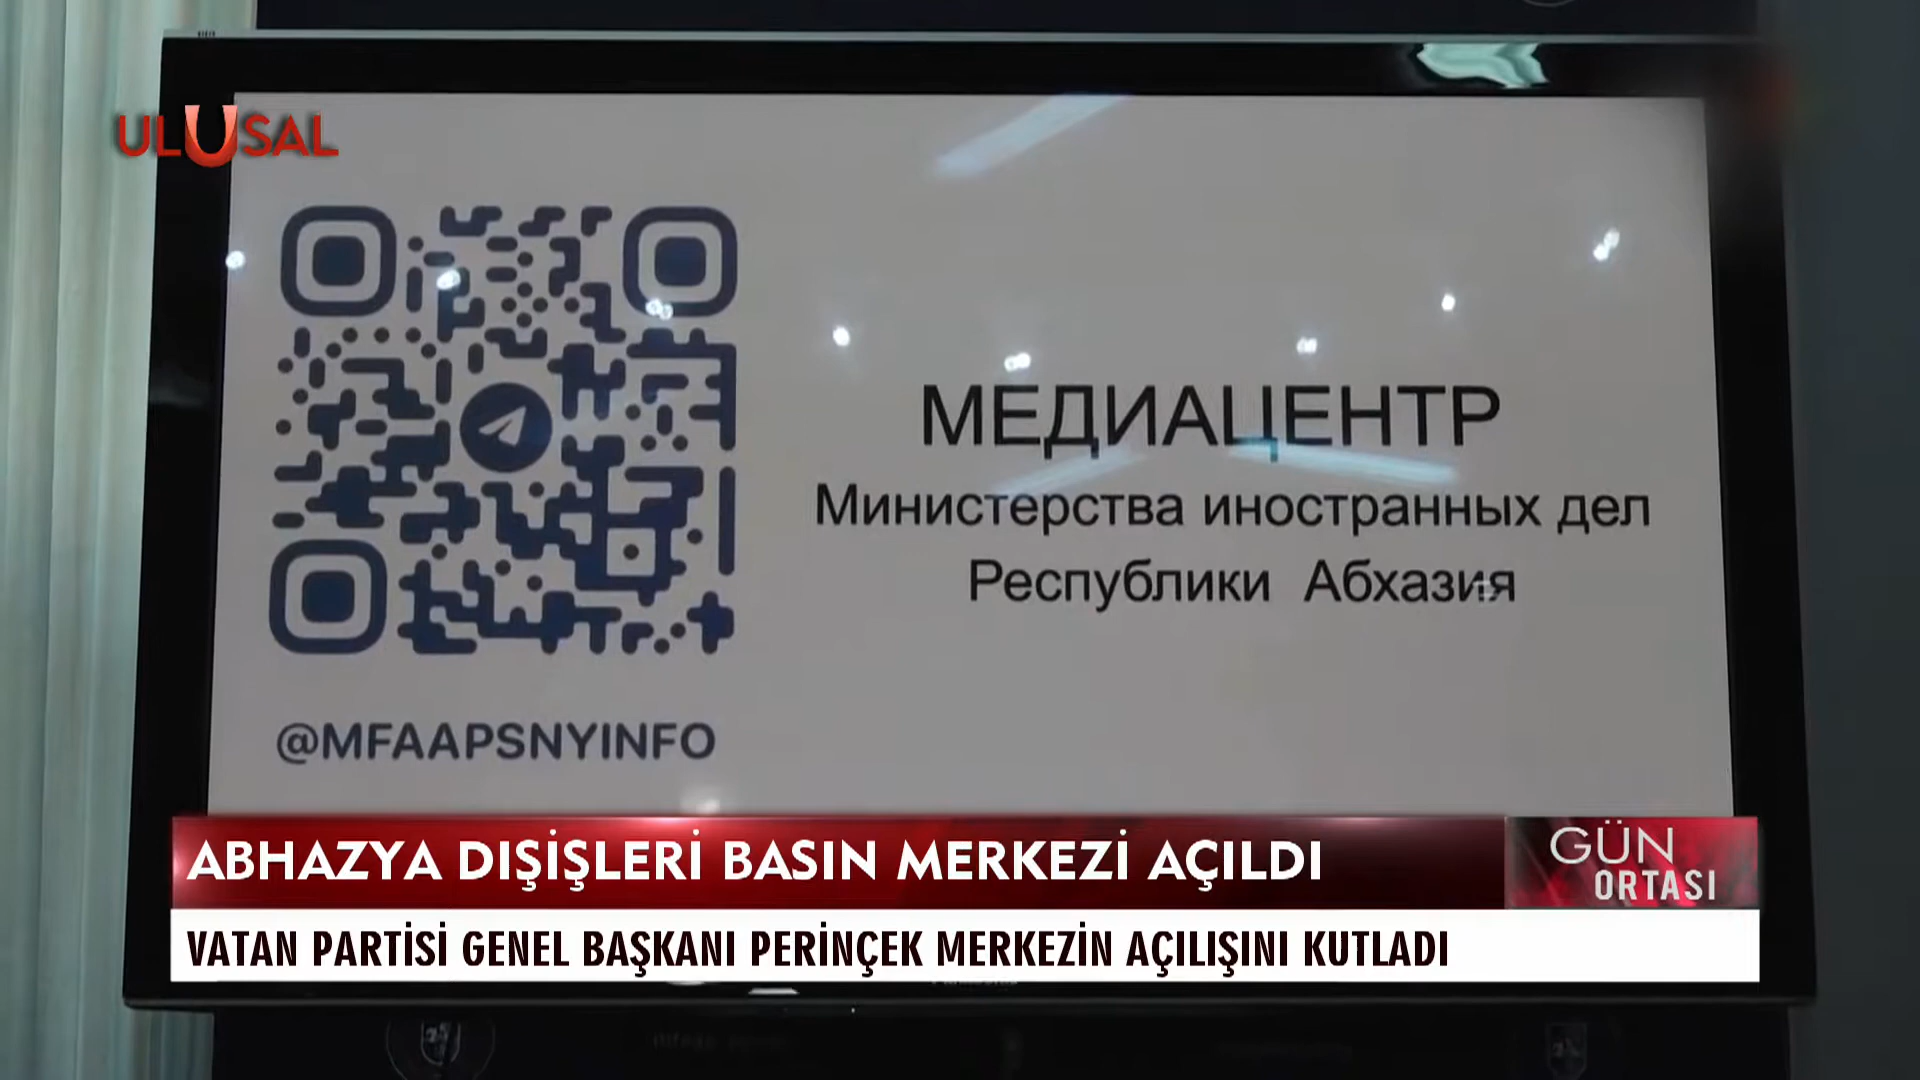 ULUSAL
МЕДИАЦЕНТР
Министерства иностранных дел
Республики Абхазия
@MFAAPSNYINFO
ABHAZYA DIŞİŞLERİ BASIN MERKEZİ AÇILDI
GÜN
ORTASI
VATAN PARTİSİ GENEL BAŞKANI PERİNÇEK MERKEZİN AÇILIŞINI KUTLADI